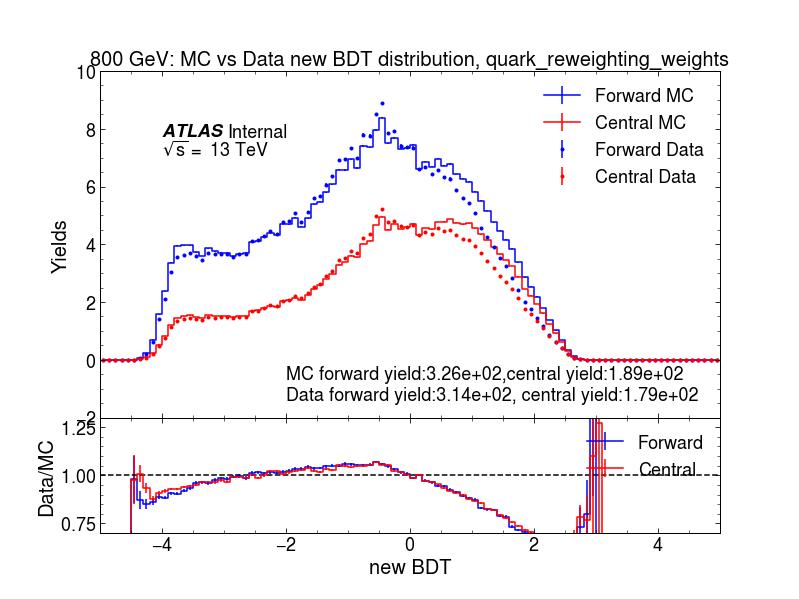 800 GeV: MC vs Data new BDT distribution, quark_reweighting_weights
10
8
6
4
2
0
−2
Yields
ATLAS Internal
√s = 13 TeV
Forward MC
Central MC
Forward Data
Central Data
MC forward yield:3.26e+02,central yield:1.89e+02
Data forward yield:3.14e+02, central yield:1.79e+02
1.25
1.00
0.75
Data/MC
Forward
Central
−4
−2
0
2
4
new BDT